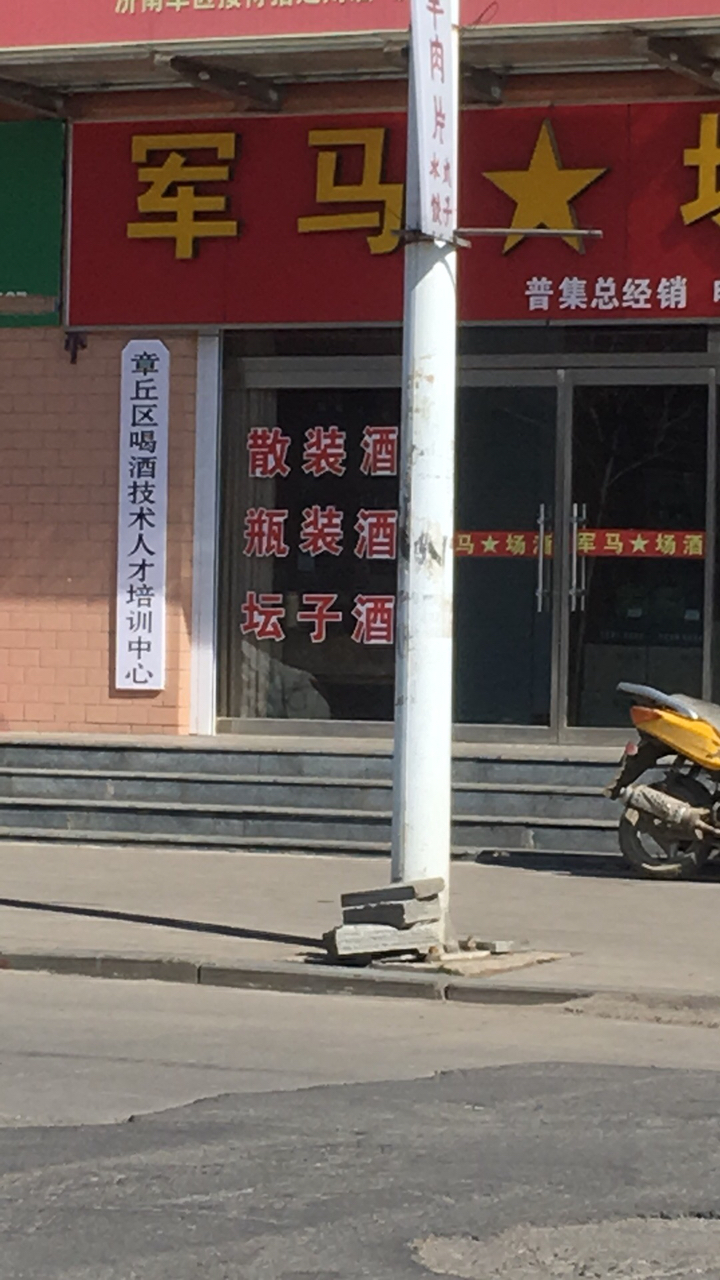 军马★场
普集总经销
羊肉片
水饺
丸子
章丘区喝酒技术人才培训中心
散装酒
瓶装酒
坛子酒
马★场酒
军马★场酒